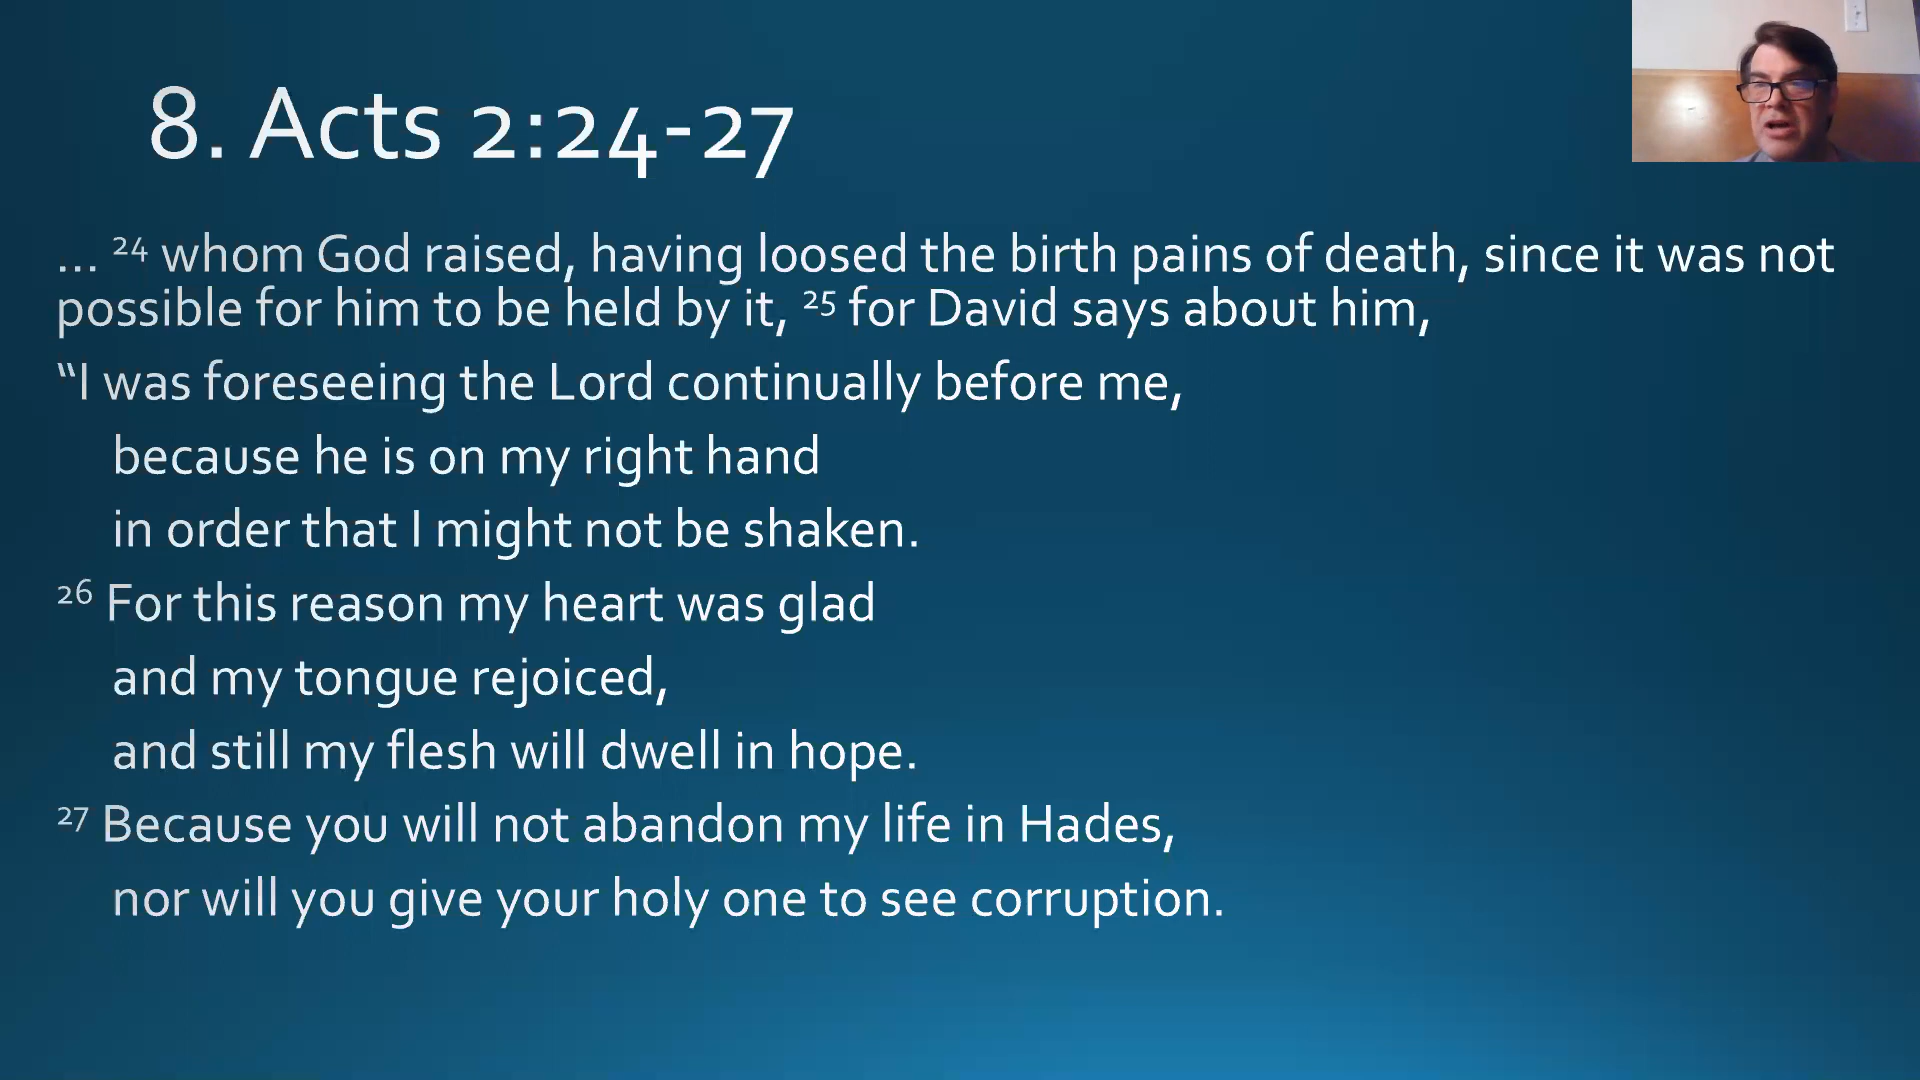 8. Acts 2:24-27
... 24 whom God raised, having loosed the birth pains of death, since it was not
possible for him to be held by it, 25 for David says about him,
“I was foreseeing the Lord continually before me,
because he is on my right hand
in order that I might not be shaken.
26 For this reason my heart was glad
and my tongue rejoiced,
and still my flesh will dwell in hope.
27 Because you will not abandon my life in Hades,
nor will you give your holy one to see corruption.